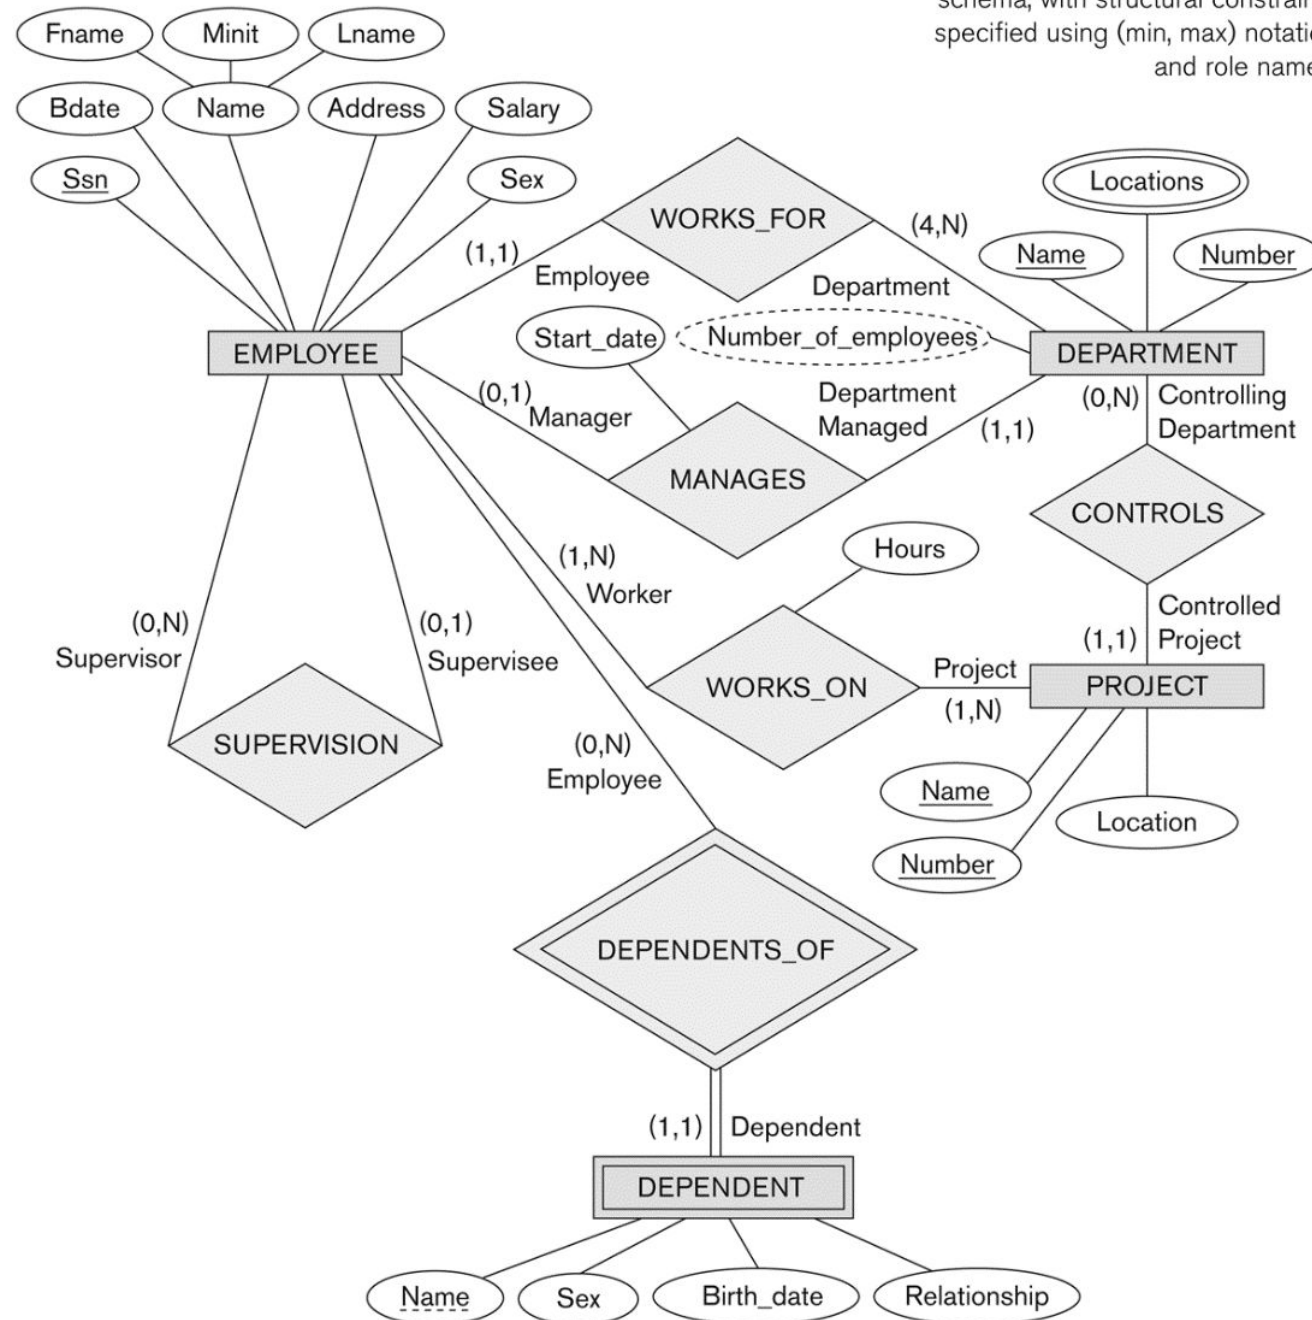 schema, with structural
specified using (min, max)
and role
Fname
Minit
Lname
Bdate
Name
Address
Salary
Ssn
Sex
WORKS_FOR
(4,N)
Locations
Name
Number
(1,1)
Employee
Department
Start_date
Number_of_employees
EMPLOYEE
DEPARTMENT
(0,1)
Manager
Department
Managed
(1,1)
(0,N)
Controlling
Department
MANAGES
CONTROLS
Hours
(1,N)
Worker
(0,N)
Supervisor
(0,1)
Supervisee
Controlled
Project
(1,1)
Project
(1,N)
WORKS_ON
PROJECT
SUPERVISION
(0,N)
Employee
Name
Location
Number
DEPENDENTS_OF
(1,1)
Dependent
DEPENDENT
Name
Sex
Birth_date
Relationship